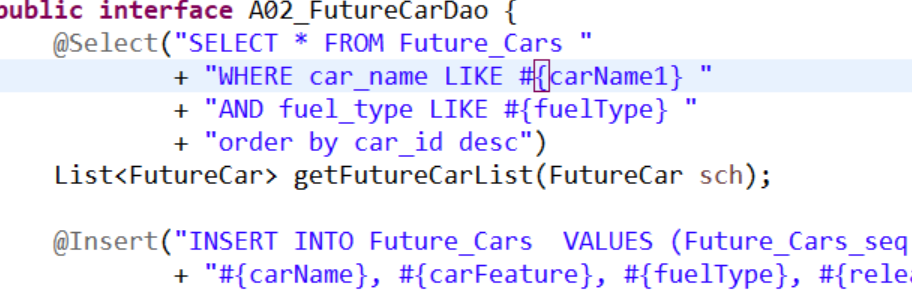 public interface A02_FutureCarDao {
@Select("SELECT * FROM Future_Cars "
+ "WHERE car_name LIKE #{carName1} "
+ "AND fuel_type LIKE #{fuelType} "
+ "order by car_id desc")
List<FutureCar> getFutureCarList(FutureCar sch);
@Insert("INSERT INTO Future_Cars  VALUES (Future_Cars_seq
+ "#{carName}, #{carFeature}, #{fuelType}, #{relea